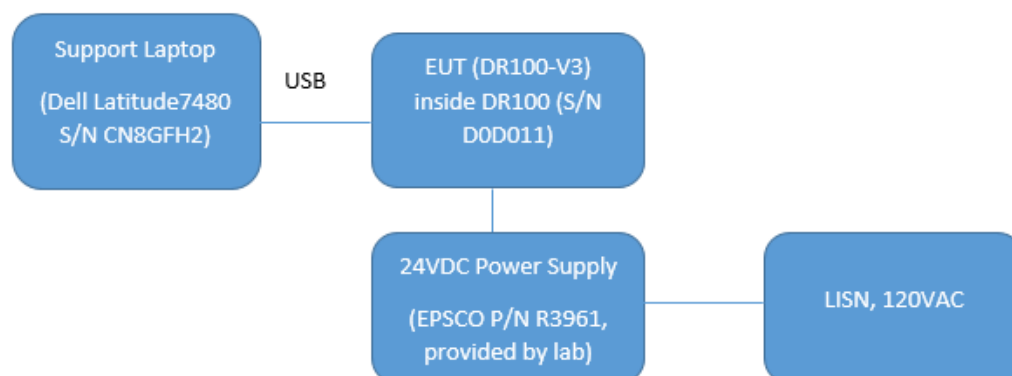 Support Laptop
(Dell Latitude7480
S/N CN8GFH2)
USB
EUT (DR100-V3)
inside DR100 (S/N
D0D011)
24VDC Power Supply
(EPSCO P/N R3961,
provided by lab)
LISN, 120VAC